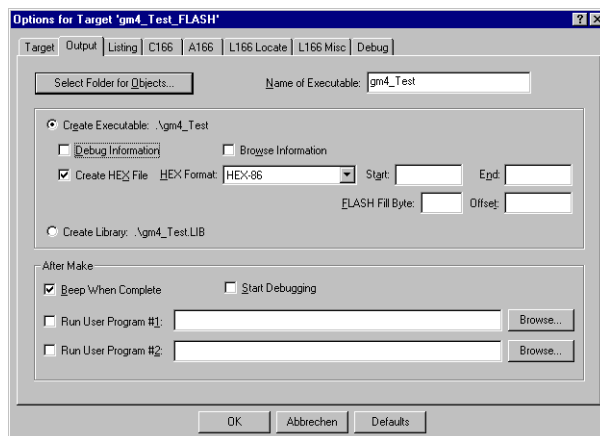 Options for Target 'gm4_Test_FLASH'
Target Output Listing C166 A166 L166 Locate L166 Misc Debug
Select Folder for Objects... Name of Executable: gm4_Test
Create Executable: .\gm4_Test
Debug Information Browse Information
Create HEX File HEX Format: HEX-86 Start: End:
FLASH Fill Byte: Offset:
Create Library: .\gm4_Test.LIB
After Make
Beep When Complete Start Debugging
Run User Program #1: Browse...
Run User Program #2: Browse...
OK Abbrechen Defaults